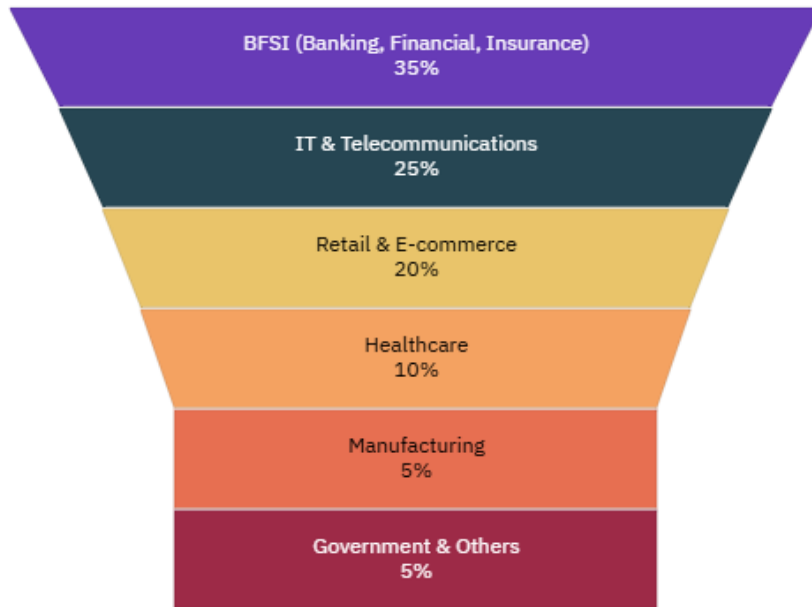 BFSI (Banking, Financial, Insurance)
35%
IT & Telecommunications
25%
Retail & E-commerce
20%
Healthcare
10%
Manufacturing
5%
Government & Others
5%